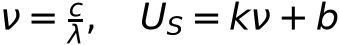 ν = c/λ, U_S = kν + b